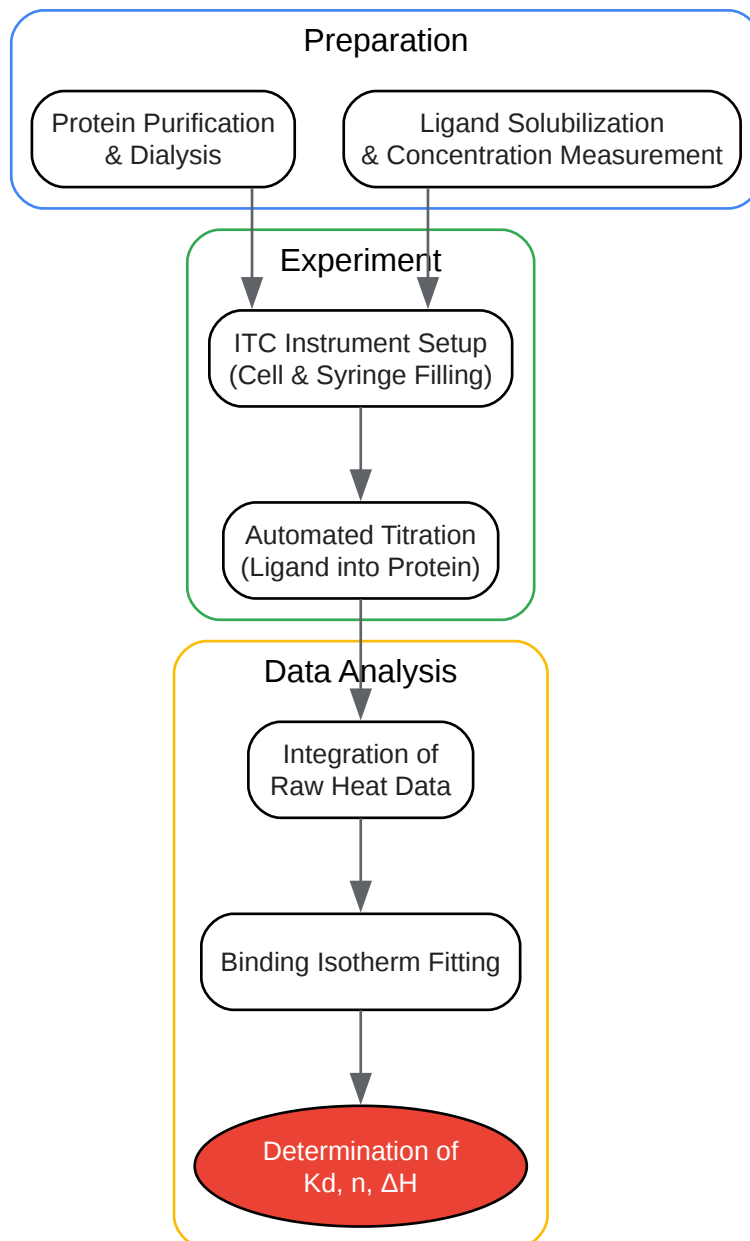 Preparation
Protein Purification
& Dialysis
Ligand Solubilization
& Concentration Measurement
Experiment
ITC Instrument Setup
(Cell & Syringe Filling)
Automated Titration
(Ligand into Protein)
Data Analysis
Integration of
Raw Heat Data
Binding Isotherm Fitting
Determination of
Kd, n, ΔH